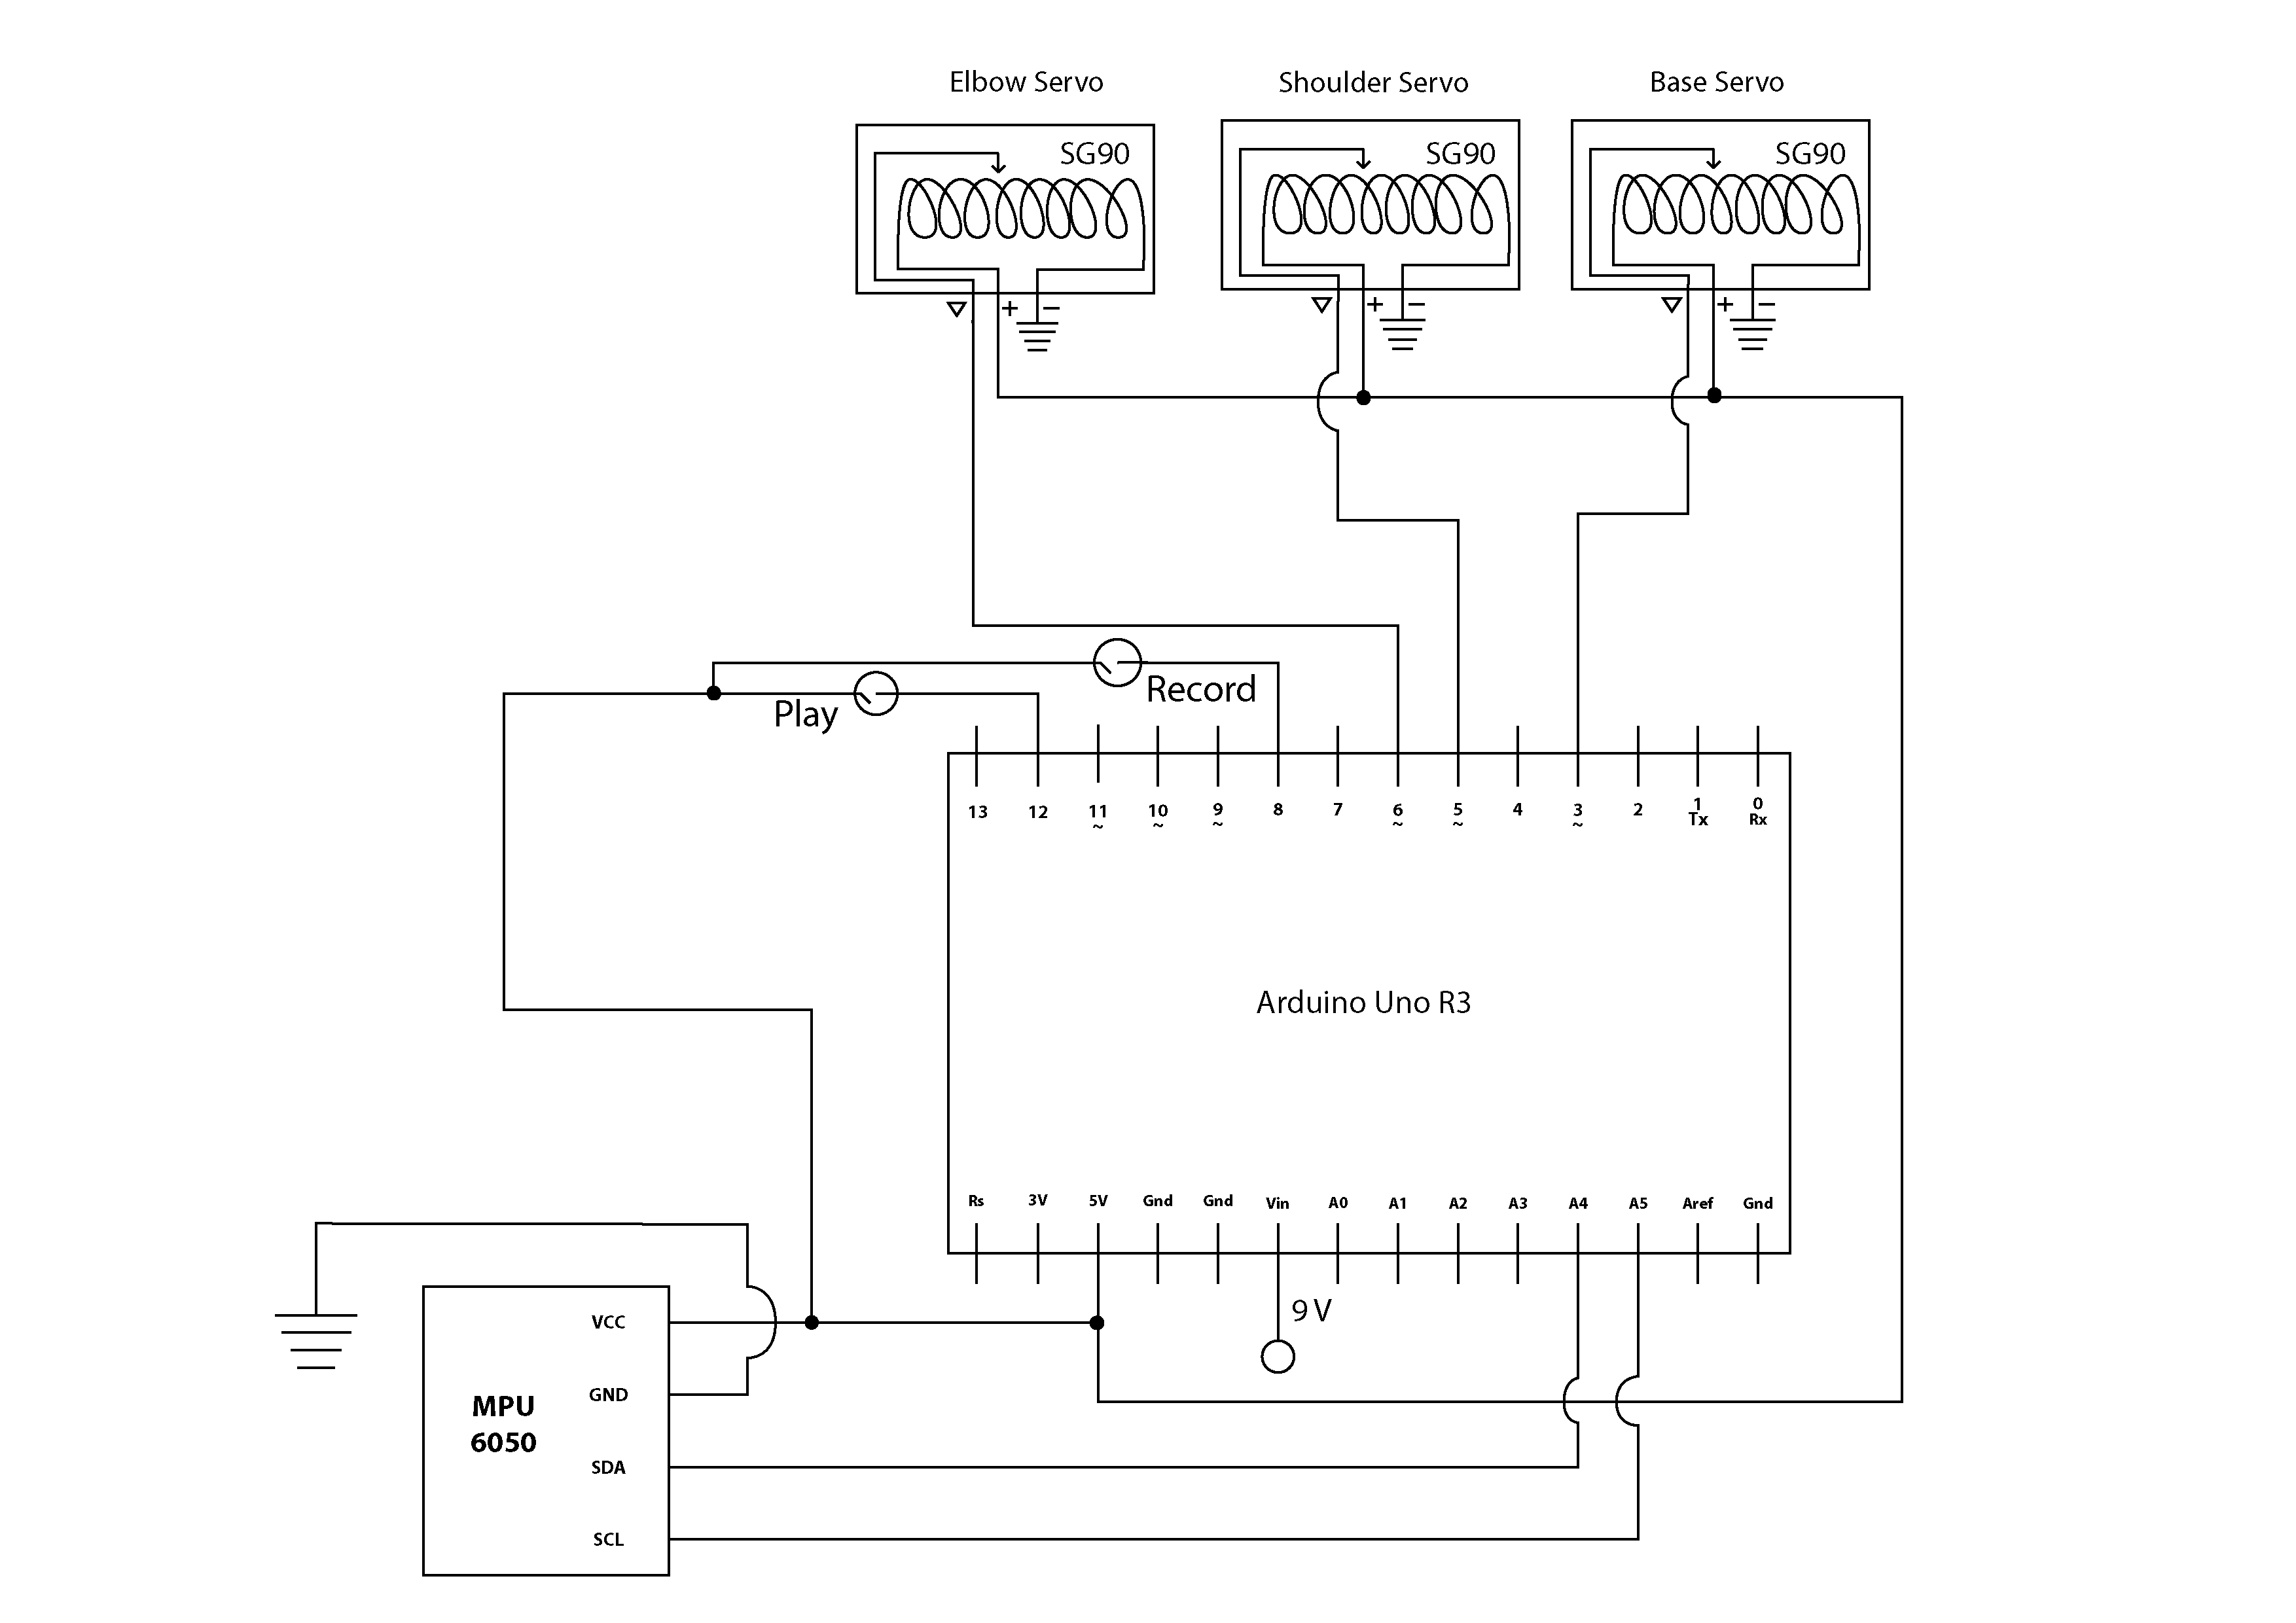 Elbow Servo
Shoulder Servo
Base Servo
SG90
SG90
SG90
+ −
+ −
+ −
Record
Play
13
12
11
~
10
~
9
~
8
7
6
~
5
~
4
3
~
2
1
Tx
0
Rx
Arduino Uno R3
Rs
3V
5V
Gnd
Gnd
Vin
A0
A1
A2
A3
A4
A5
Aref
Gnd
9 V
VCC
GND
MPU
6050
SDA
SCL